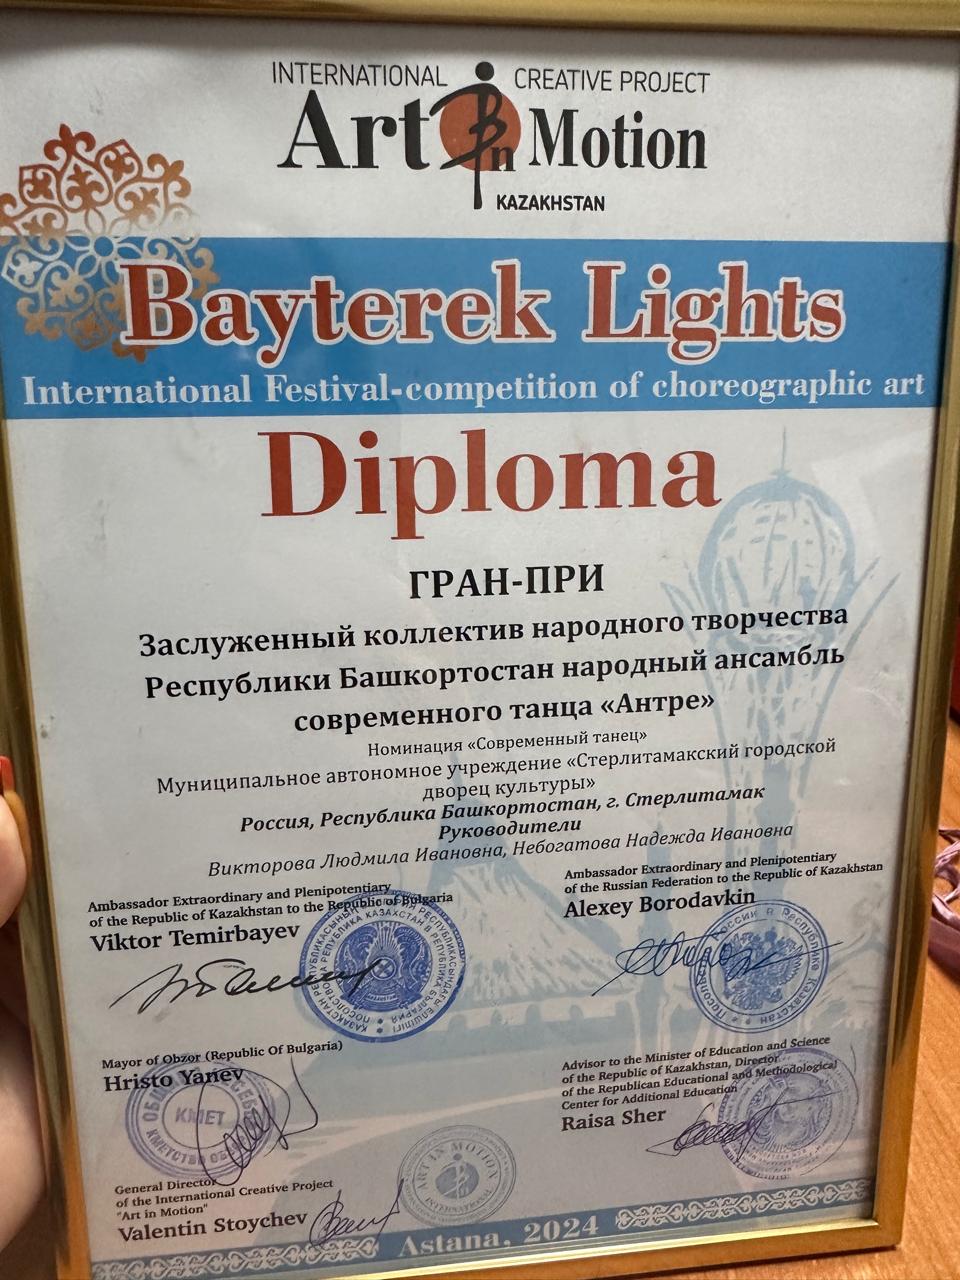 INTERNATIONAL CREATIVE PROJECT
Art in Motion
KAZAKHSTAN
Bayterek Lights
International Festival-competition of choreographic art
Diploma
ГРАН-ПРИ
Заслуженный коллектив народного творчества
Республики Башкортостан народный ансамбль
современного танца «Антре»
Номинация «Современный танец»
Муниципальное автономное учреждение «Стерлитамакский городской
дворец культуры»
Россия, Республика Башкортостан, г. Стерлитамак
Руководители
Викторова Людмила Ивановна, Небогатова Надежда Ивановна
Ambassador Extraordinary and Plenipotentiary
of the Republic of Kazakhstan to the Republic of Bulgaria
Viktor Temirbayev
Ambassador Extraordinary and Plenipotentiary
of the Russian Federation to the Republic of Kazakhstan
Alexey Borodavkin
Mayor of Obzor (Republic Of Bulgaria)
Hristo Yanev
КМЕТ
Advisor to the Minister of Education and Science
of the Republic of Kazakhstan, Director
of the Republican Educational and Methodological
Center for Additional Education
Raisa Sher
General Director
of the International Creative Project
"Art in Motion"
Valentin Stoychev
ART IN MOTION
INTERNATIONAL
Astana, 2024